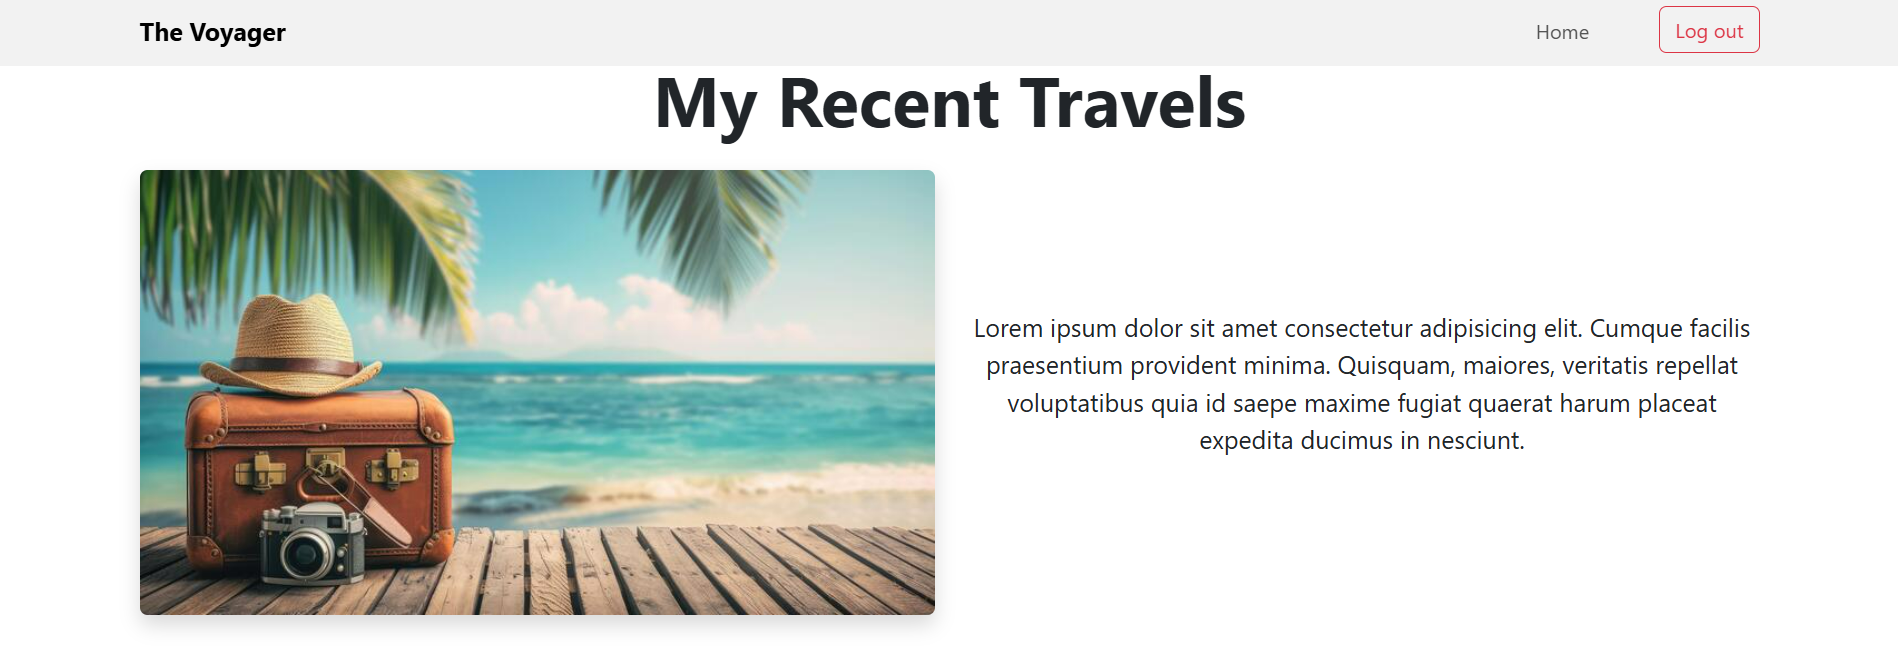 The Voyager
Home
Log out
My Recent Travels
Lorem ipsum dolor sit amet consectetur adipisicing elit. Cumque facilis
praesentium provident minima. Quisquam, maiores, veritatis repellat
voluptatibus quia id saepe maxime fugiat quaerat harum placeat
expedita ducimus in nesciunt.